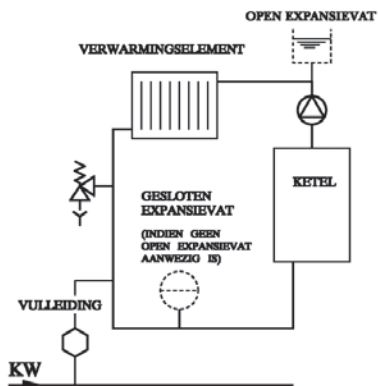 OPEN EXPANSIEVAT
VERWARMINGSELEMENT
KETEL
GESLOTEN
EXPANSIEVAT
(INDIEN GEEN
OPEN EXPANSIEVAT
AANWEZIG IS)
VULLEIDING
KW